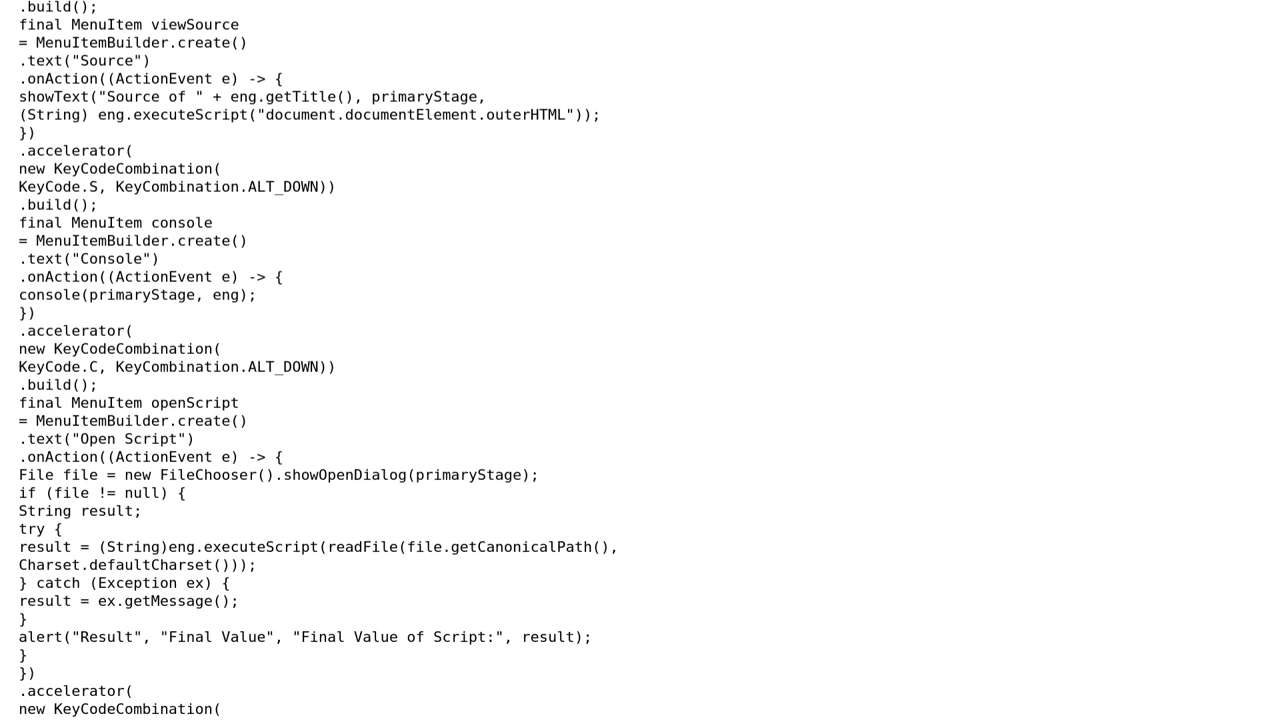 .build();
final MenuItem viewSource
= MenuItemBuilder.create()
.text("Source")
.onAction((ActionEvent e) -> {
showText("Source of " + eng.getTitle(), primaryStage,
(String) eng.executeScript("document.documentElement.outerHTML"));
})
.accelerator(
new KeyCodeCombination(
KeyCode.S, KeyCombination.ALT_DOWN))
.build();
final MenuItem console
= MenuItemBuilder.create()
.text("Console")
.onAction((ActionEvent e) -> {
console(primaryStage, eng);
})
.accelerator(
new KeyCodeCombination(
KeyCode.C, KeyCombination.ALT_DOWN))
.build();
final MenuItem openScript
= MenuItemBuilder.create()
.text("Open Script")
.onAction((ActionEvent e) -> {
File file = new FileChooser().showOpenDialog(primaryStage);
if (file != null) {
String result;
try {
result = (String)eng.executeScript(readFile(file.getCanonicalPath(),
Charset.defaultCharset()));
} catch (Exception ex) {
result = ex.getMessage();
}
alert("Result", "Final Value", "Final Value of Script:", result);
}
})
.accelerator(
new KeyCodeCombination(